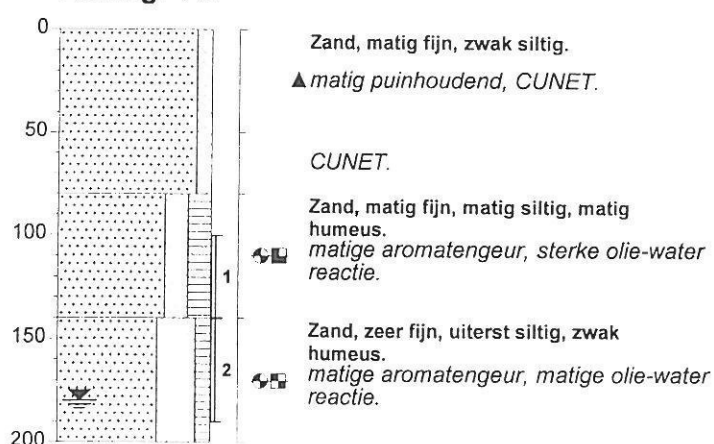 0
Zand, matig fijn, zwak siltig.
matig puinhoudend, CUNET.
50
CUNET.
Zand, matig fijn, matig siltig, matig
humeus.
100
matige aromatengeur, sterke olie-water
reactie.
1
150
Zand, zeer fijn, uiterst siltig, zwak
humeus.
2
matige aromatengeur, matige olie-water
reactie.
200